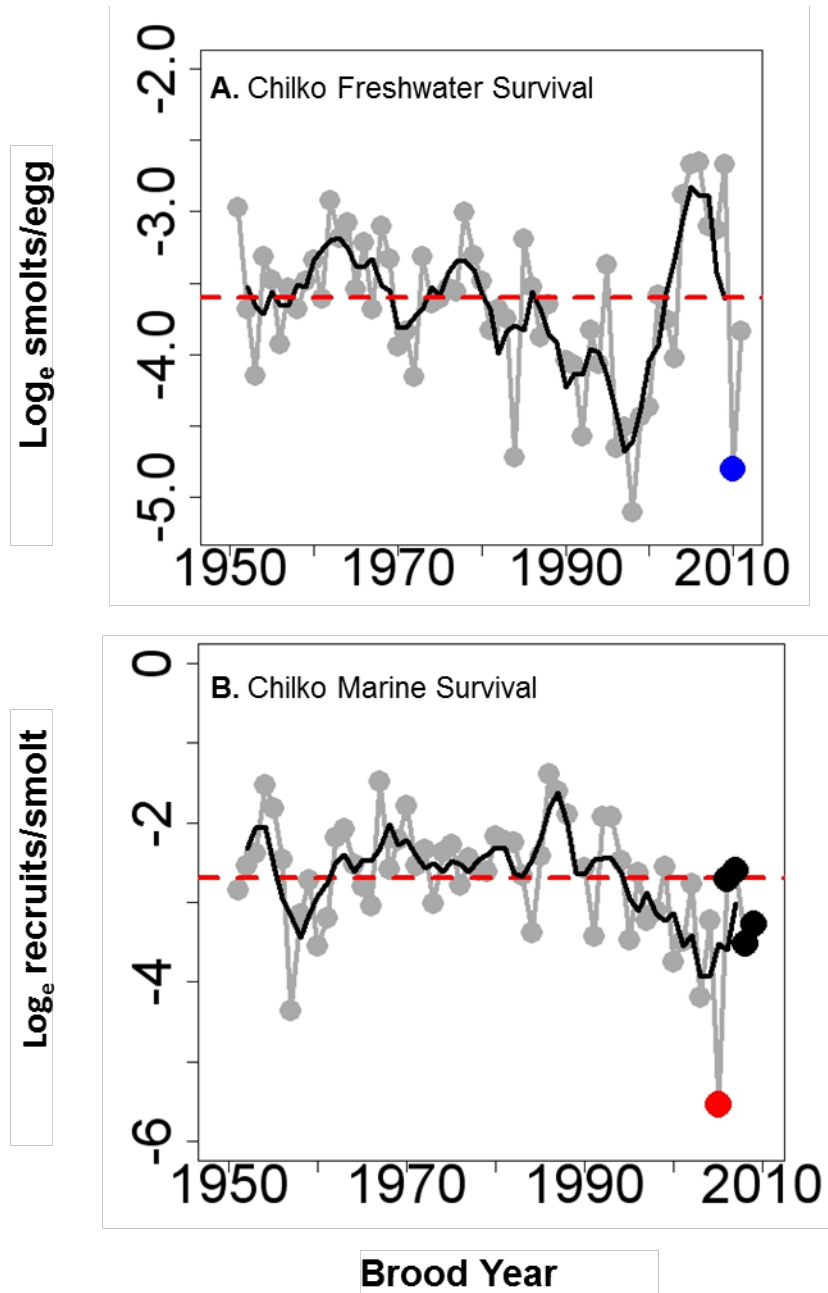 A. Chilko Freshwater Survival
Logₑ smolts/egg
-2.0
-3.0
-4.0
-5.0
1950 1970 1990 2010
B. Chilko Marine Survival
Logₑ recruits/smolt
0
-2
-4
-6
1950 1970 1990 2010
Brood Year